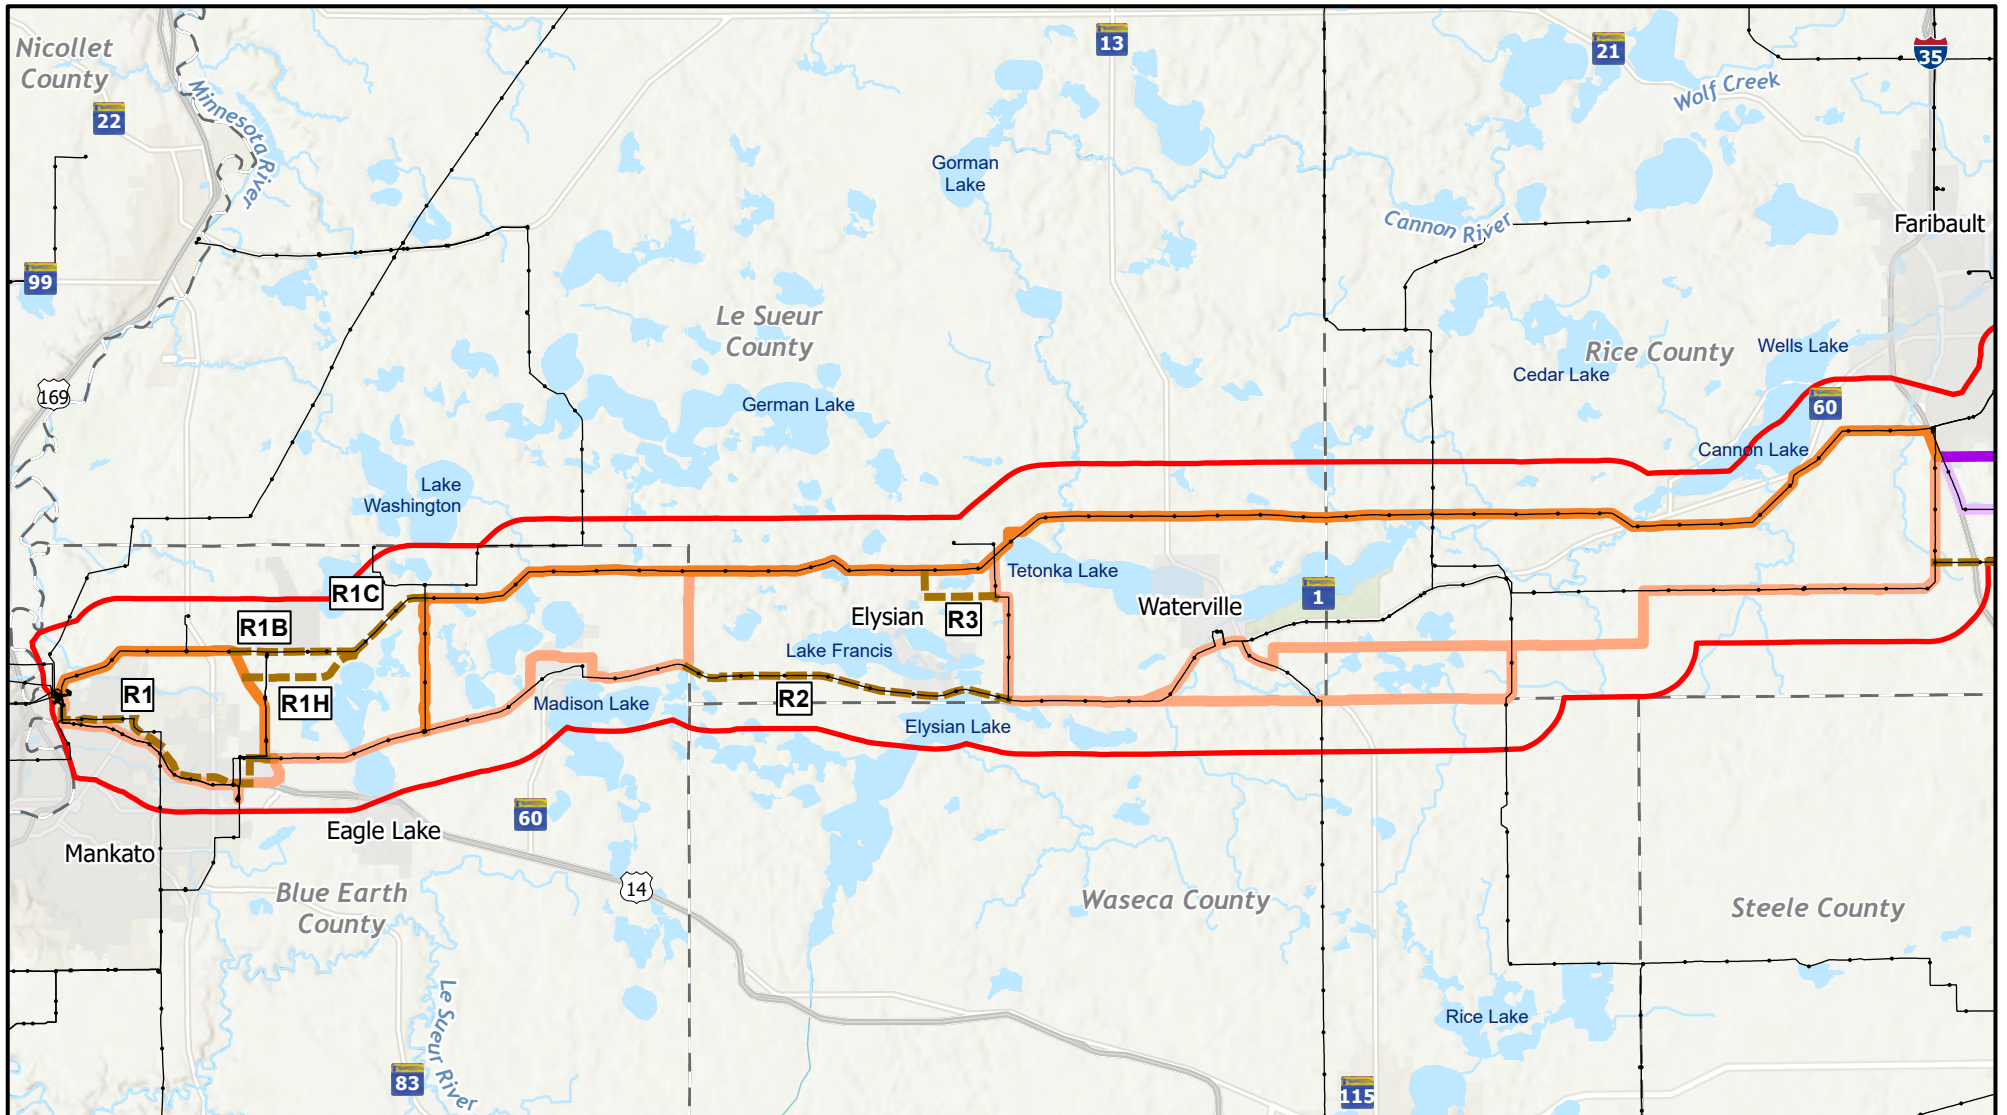 Nicollet
County
13
21
35
22
Minnesota
River
Wolf Creek
Gorman
Lake
Cannon River
Faribault
99
Le Sueur
County
Rice County
Wells Lake
Cedar Lake
169
German Lake
60
Cannon Lake
Lake
Washington
R1C
Tetonka Lake
1
Waterville
R1B
Elysian
R3
Lake Francis
R1
R1H
Madison Lake
R2
Elysian Lake
60
Eagle Lake
Mankato
14
Blue Earth
County
Waseca County
Steele County
Le Sueur River
Rice Lake
83
115